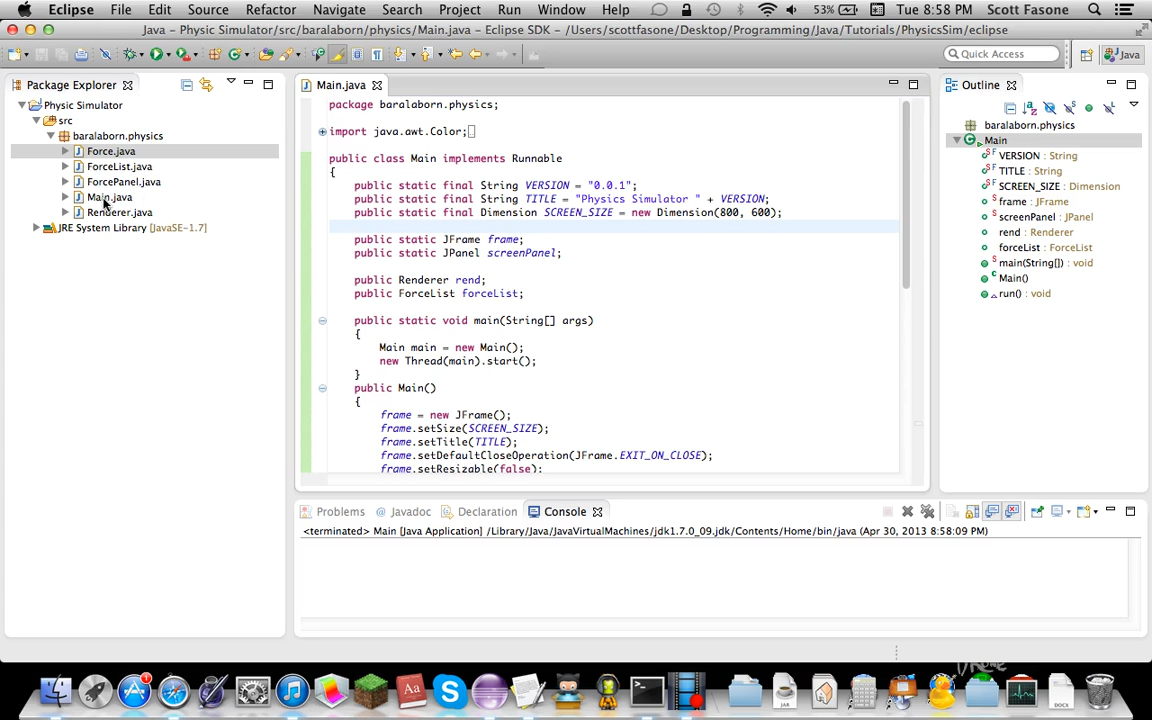 Eclipse File Edit Source Refactor Navigate Search Project Run Window Help 53% Tue 8:58 PM Scott Fasone
Java – Physic Simulator/src/baralaborn/physics/Main.java – Eclipse SDK – /Users/scottfasone/Desktop/Programming/Java/Tutorials/PhysicsSim/eclipse
Quick Access Java
Package Explorer
Physic Simulator
src
baralaborn.physics
Force.java
ForceList.java
ForcePanel.java
Main.java
Renderer.java
JRE System Library [JavaSE-1.7]
Main.java
package baralaborn.physics;
import java.awt.Color;
public class Main implements Runnable
{
public static final String VERSION = "0.0.1";
public static final String TITLE = "Physics Simulator " + VERSION;
public static final Dimension SCREEN_SIZE = new Dimension(800, 600);
public static JFrame frame;
public static JPanel screenPanel;
public Renderer rend;
public ForceList forceList;
public static void main(String[] args)
{
Main main = new Main();
new Thread(main).start();
}
public Main()
{
frame = new JFrame();
frame.setSize(SCREEN_SIZE);
frame.setTitle(TITLE);
frame.setDefaultCloseOperation(JFrame.EXIT_ON_CLOSE);
frame.setResizable(false);
Outline
baralaborn.physics
Main
VERSION : String
TITLE : String
SCREEN_SIZE : Dimension
frame : JFrame
screenPanel : JPanel
rend : Renderer
forceList : ForceList
main(String[]) : void
Main()
run() : void
Problems Javadoc Declaration Console
<terminated> Main [Java Application] /Library/Java/JavaVirtualMachines/jdk1.7.0_09.jdk/Contents/Home/bin/java (Apr 30, 2013 8:58:09 PM)